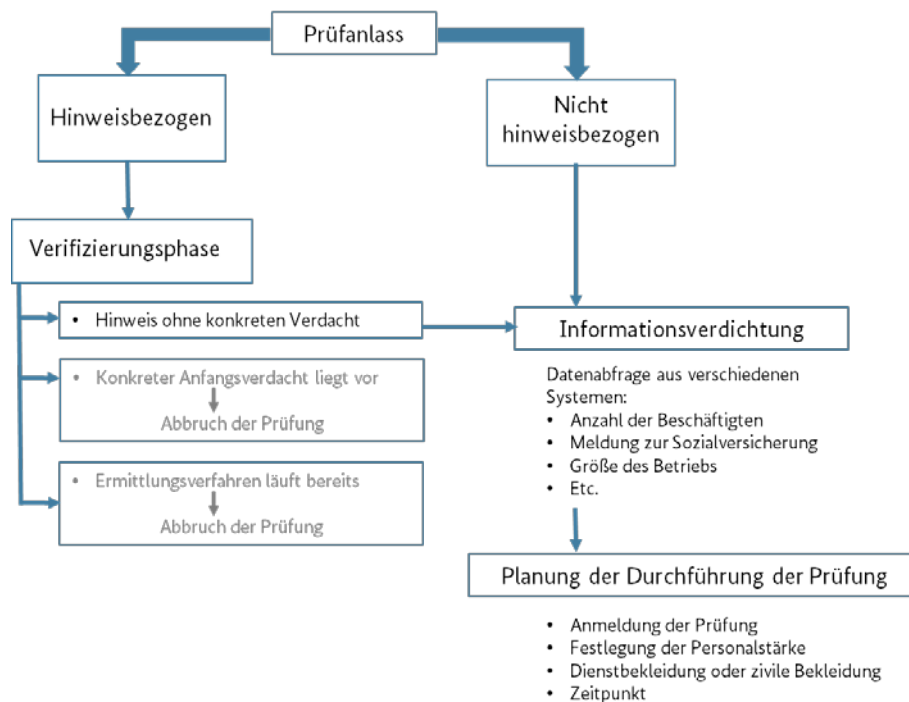 Prüfanlass
Hinweisbezogen
Nicht
hinweisbezogen
Verifizierungsphase
• Hinweis ohne konkreten Verdacht
• Konkreter Anfangsverdacht liegt vor
Abbruch der Prüfung
• Ermittlungsverfahren läuft bereits
Abbruch der Prüfung
Informationsverdichtung
Datenabfrage aus verschiedenen
Systemen:
• Anzahl der Beschäftigten
• Meldung zur Sozialversicherung
• Größe des Betriebs
• Etc.
Planung der Durchführung der Prüfung
• Anmeldung der Prüfung
• Festlegung der Personalstärke
• Dienstbekleidung oder zivile Bekleidung
• Zeitpunkt